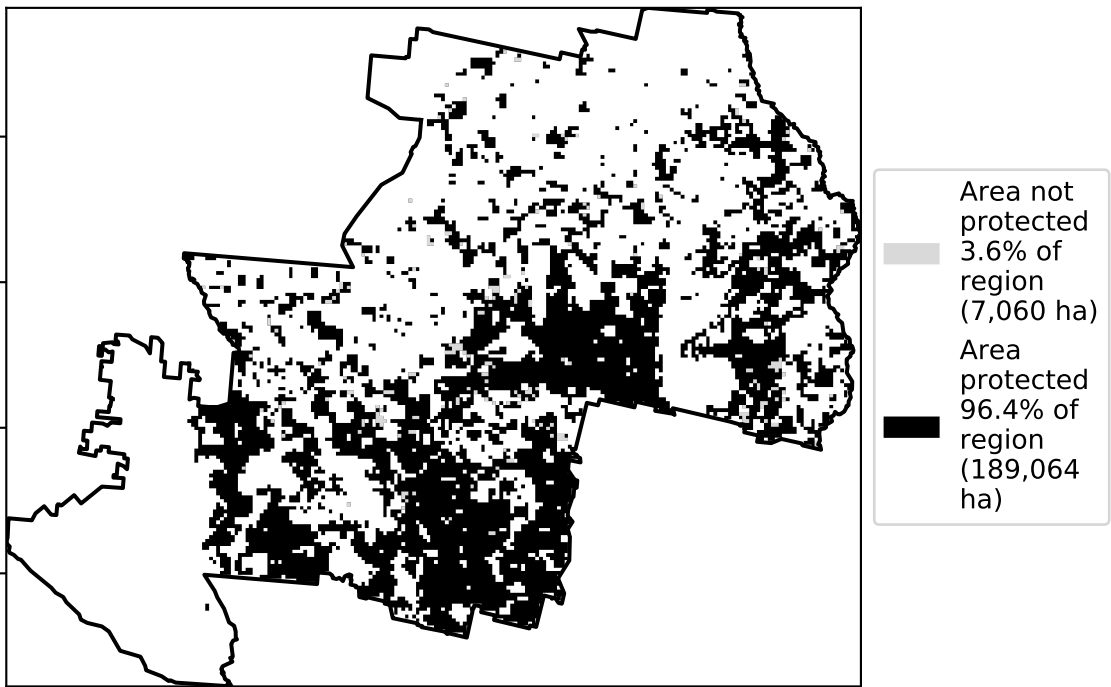 Area not
protected
3.6% of
region
(7,060 ha)
Area
protected
96.4% of
region
(189,064
ha)